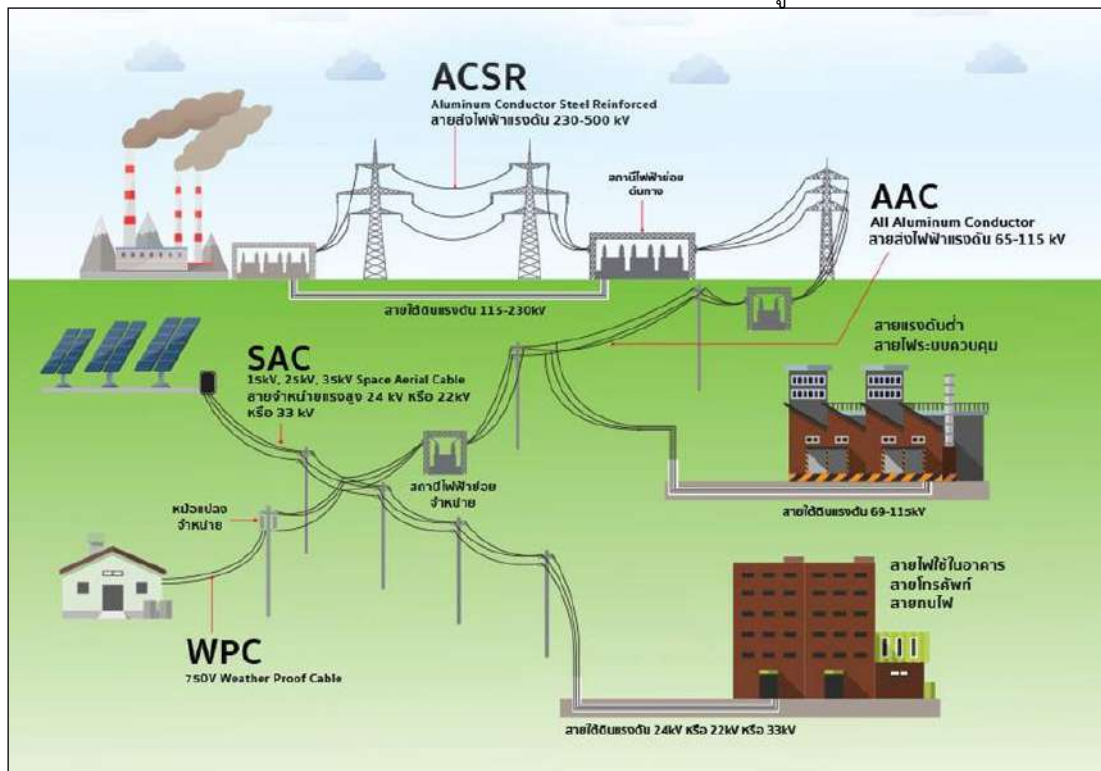 ACSR
Aluminum Conductor Steel Reinforced
สายส่งไฟฟ้าแรงดัน 230-500 kV
สถานีไฟฟ้าย่อย
ต้นทาง
AAC
All Aluminum Conductor
สายส่งไฟฟ้าแรงดัน 65-115 kV
สายใต้ดินแรงดัน 115-230kV
สายแรงดันต่ำ
สายไฟระบบควบคุม
SAC
15kV, 25kV, 35kV Space Aerial Cable
สายจำหน่ายแรงสูง 24 kV หรือ 22kV
หรือ 33 kV
สถานีไฟฟ้าย่อย
จำหน่าย
หม้อแปลง
จำหน่าย
สายใต้ดินแรงดัน 69-115kV
สายไฟใช้ในอาคาร
สายโทรศัพท์
สายทนไฟ
WPC
750V Weather Proof Cable
สายใต้ดินแรงดัน 24kV หรือ 22kV หรือ 33kV